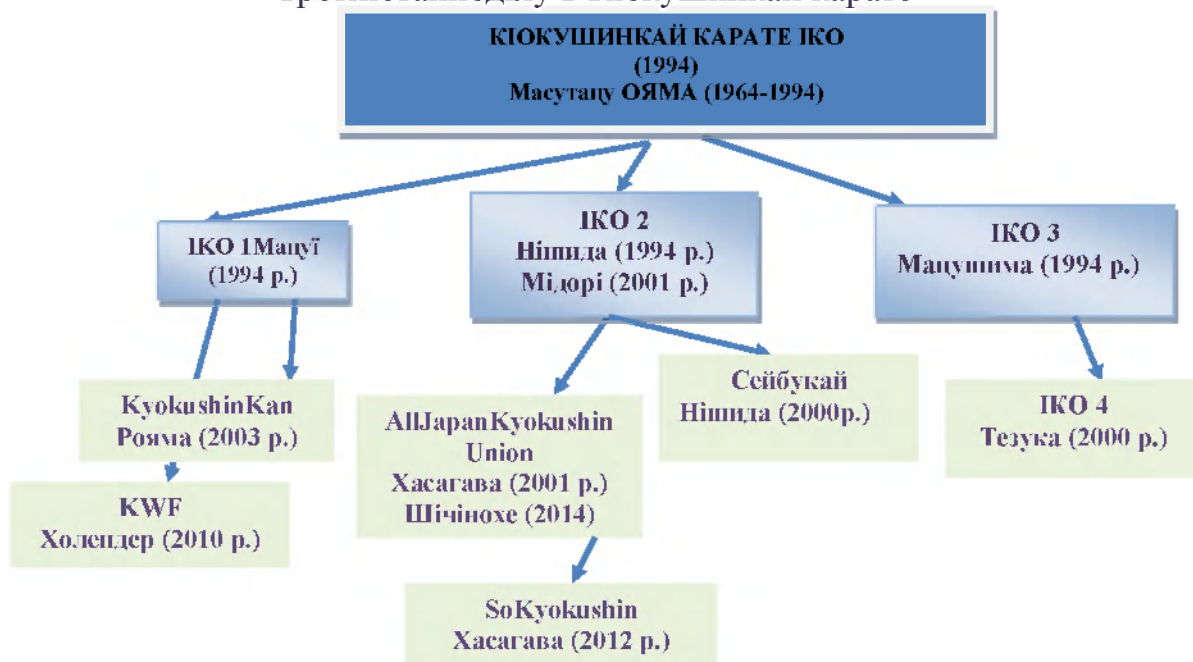 КІОКУШИНКАЙ КАРАТЕ ІКО
(1994)
Масутацу ОЯМА (1964-1994)
ІКО 1Мацуї
(1994 р.)
ІКО 2
Нішида (1994 р.)
Мідорі (2001 р.)
ІКО 3
Мацушима (1994 р.)
KyokushinKan
Рояма (2003 р.)
KWF
Холендер (2010 р.)
AllJapanKyokushin
Union
Хасагава (2001 р.)
Шічінохе (2014)
Сейбукай
Нішида (2000р.)
ІКО 4
Тезука (2000 р.)
SoKyokushin
Хасагава (2012 р.)